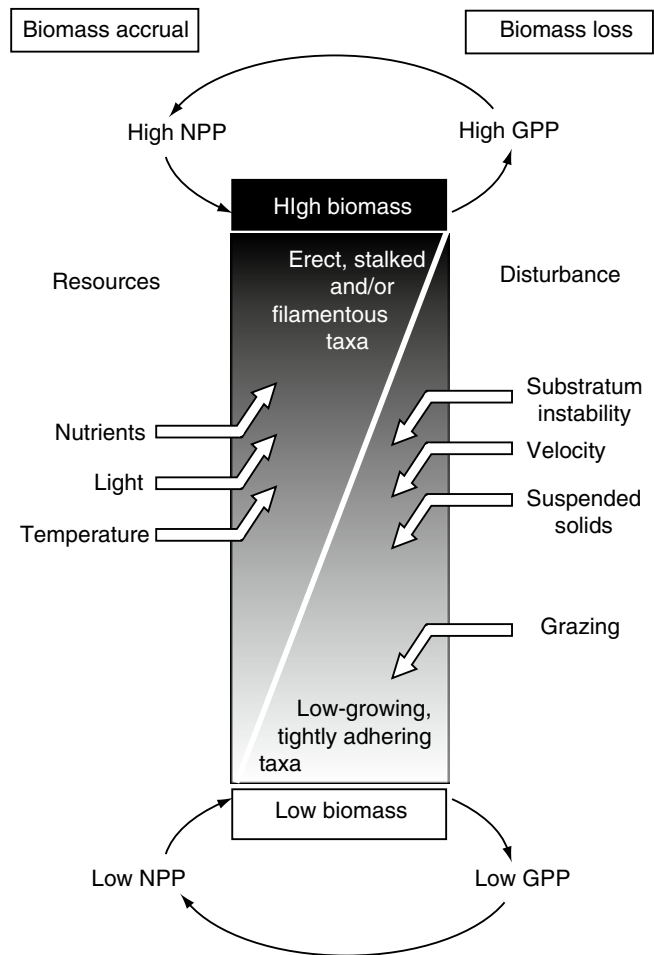 Biomass accrual
Biomass loss
High NPP
High GPP
HIgh biomass
Resources
Erect, stalked
and/or
filamentous
taxa
Disturbance
Nutrients
Light
Temperature
Substratum
instability
Velocity
Suspended
solids
Grazing
Low-growing,
tightly adhering
taxa
Low biomass
Low NPP
Low GPP